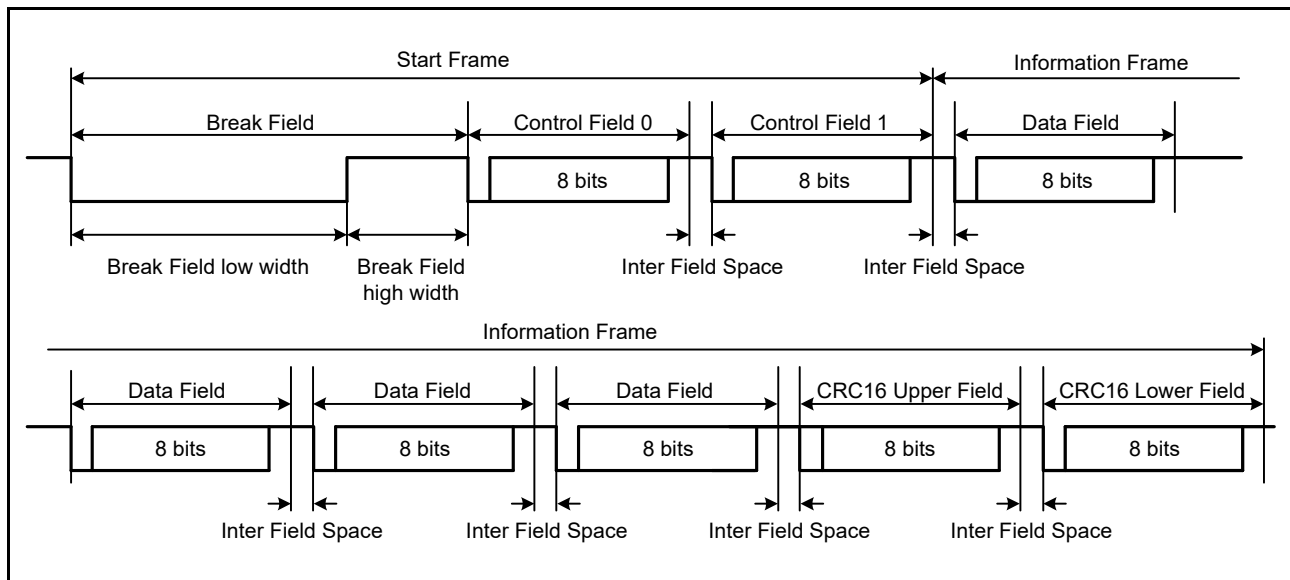 Start Frame
Information Frame
Break Field
Control Field 0
Control Field 1
Data Field
8 bits
8 bits
8 bits
Break Field low width
Break Field
high width
Inter Field Space
Inter Field Space
Information Frame
Data Field
Data Field
Data Field
CRC16 Upper Field
CRC16 Lower Field
8 bits
8 bits
8 bits
8 bits
8 bits
Inter Field Space
Inter Field Space
Inter Field Space
Inter Field Space